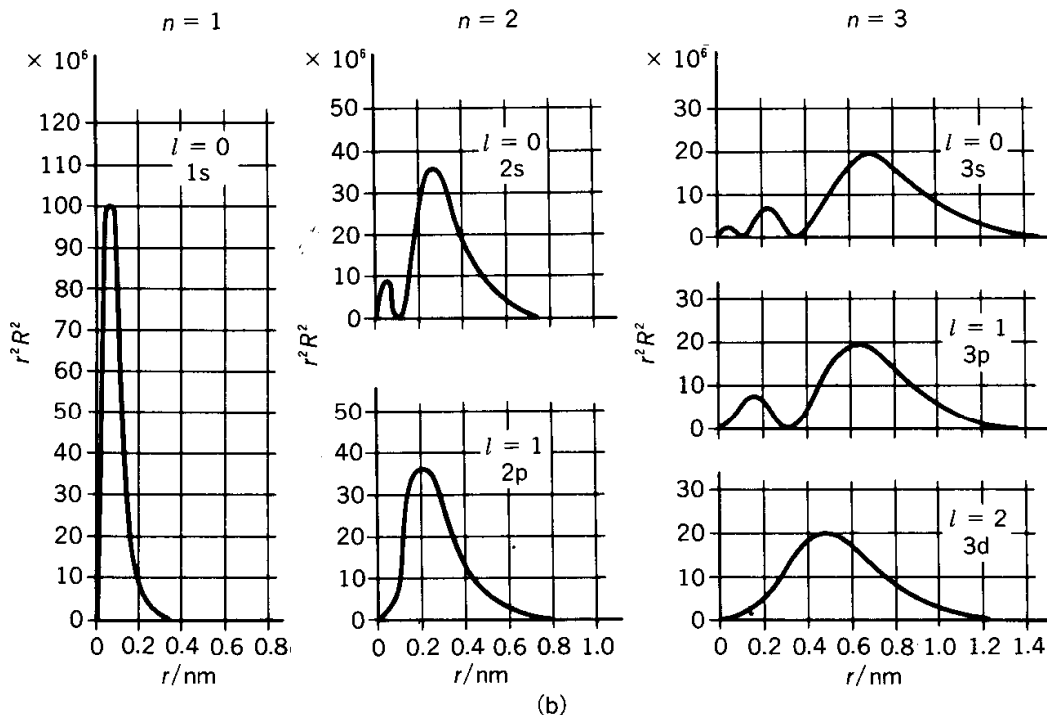 n = 1
× 10⁶
120
110
100
90
80
70
60
50
40
30
20
10
0
r²R²
l = 0
1s
0 0.2 0.4 0.6 0.8
r/nm
n = 2
× 10⁶
50
40
30
20
10
0
l = 0
2s
r²R²
50
40
30
20
10
0
l = 1
2p
0 0.2 0.4 0.6 0.8 1.0
r/nm
n = 3
× 10⁶
30
20
10
0
l = 0
3s
r²R²
30
20
10
0
l = 1
3p
30
20
10
0
l = 2
3d
0 0.2 0.4 0.6 0.8 1.0 1.2 1.4
r/nm
(b)